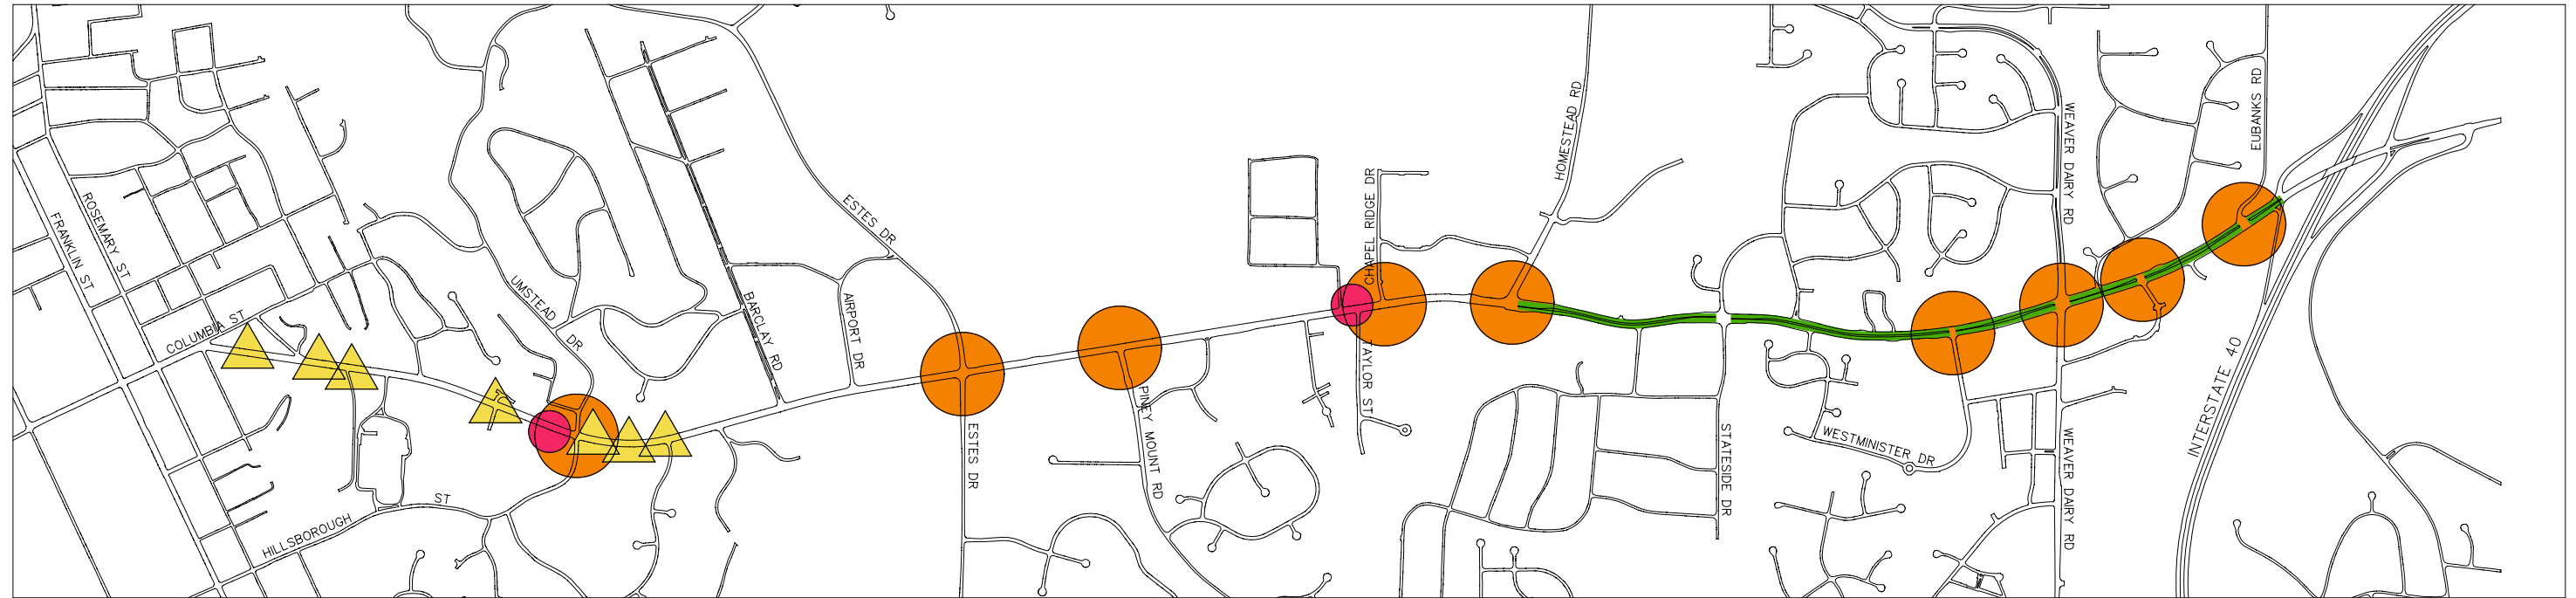 FRANKLIN ST
ROSEMARY ST
COLUMBIA ST
HILLSBOROUGH
ST
UMSTEAD DR
BARCLAY RD
AIRPORT DR
ESTES DR
ESTES DR
PINEY MOUNT RD
CHAPEL RIDGE DR
TAYLOR ST
HOMESTEAD RD
STATESIDE DR
WESTMINISTER DR
WEAVER DAIRY RD
WEAVER DAIRY RD
EUBANKS RD
INTERSTATE 40